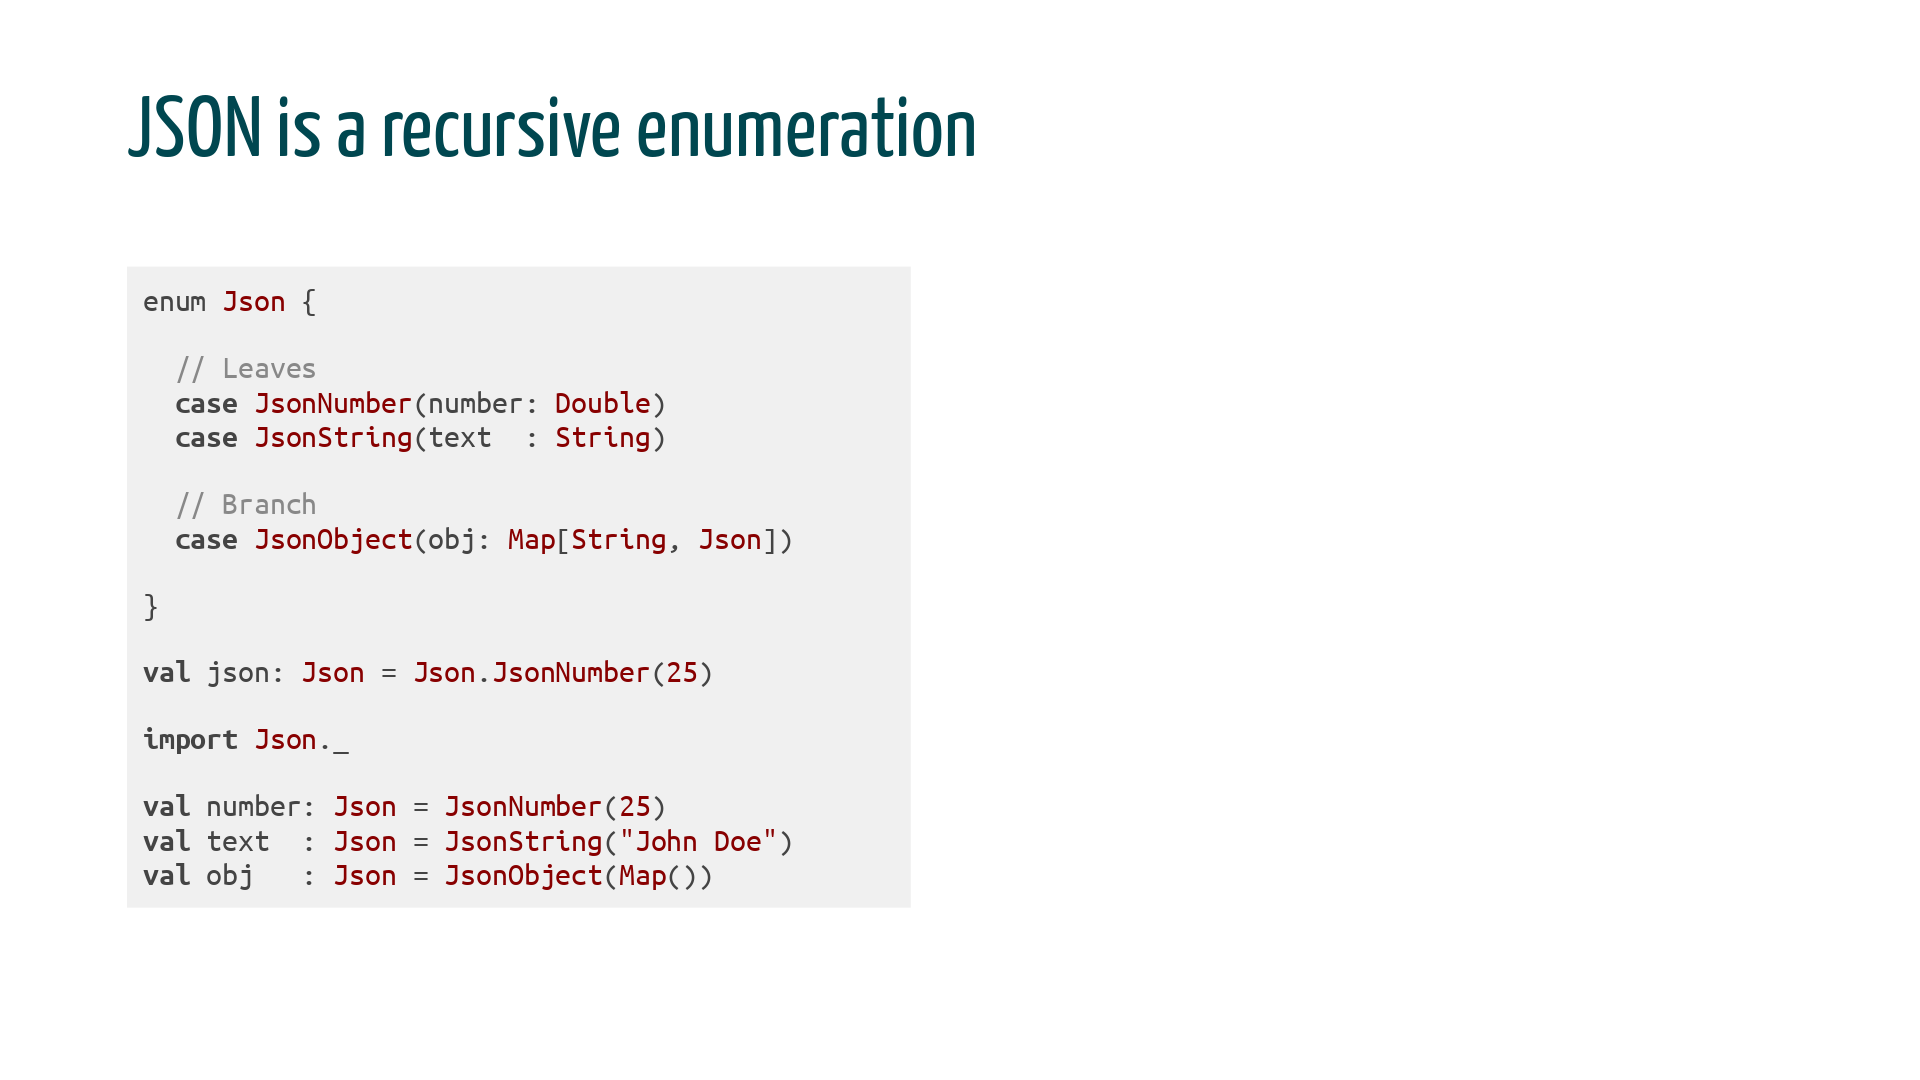 JSON is a recursive enumeration
enum Json {
  // Leaves
  case JsonNumber(number: Double)
  case JsonString(text  : String)
  // Branch
  case JsonObject(obj: Map[String, Json])
}
val json: Json = Json.JsonNumber(25)
import Json._
val number: Json = JsonNumber(25)
val text  : Json = JsonString("John Doe")
val obj   : Json = JsonObject(Map())